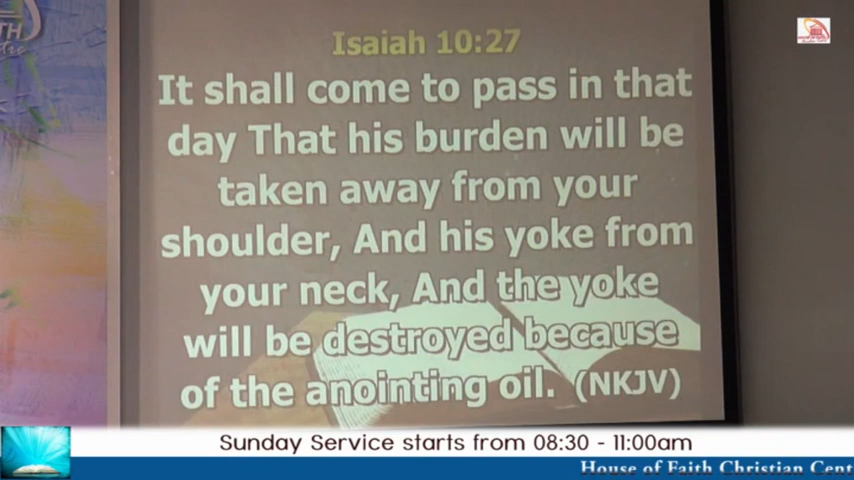 Isaiah 10:27
It shall come to pass in that
day That his burden will be
taken away from your
shoulder, And his yoke from
your neck, And the yoke
will be destroyed because
of the anointing oil. (NKJV)
Sunday Service starts from 08:30 - 11:00am
House of Faith Christian Cent